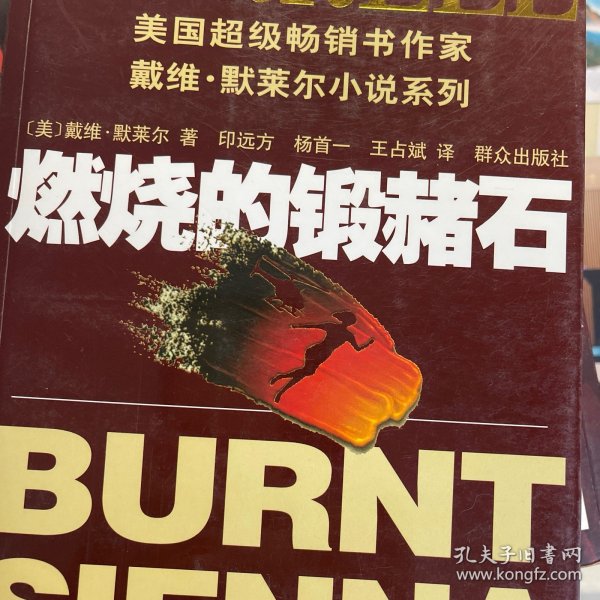 美国超级畅销书作家
戴维·默莱尔小说系列
〔美〕戴维·默莱尔 著 印远方 杨首一 王占斌 译 群众出版社
燃烧的锻赭石
BURNT
SIENNA
孔夫子旧书网
www.kongfz.com